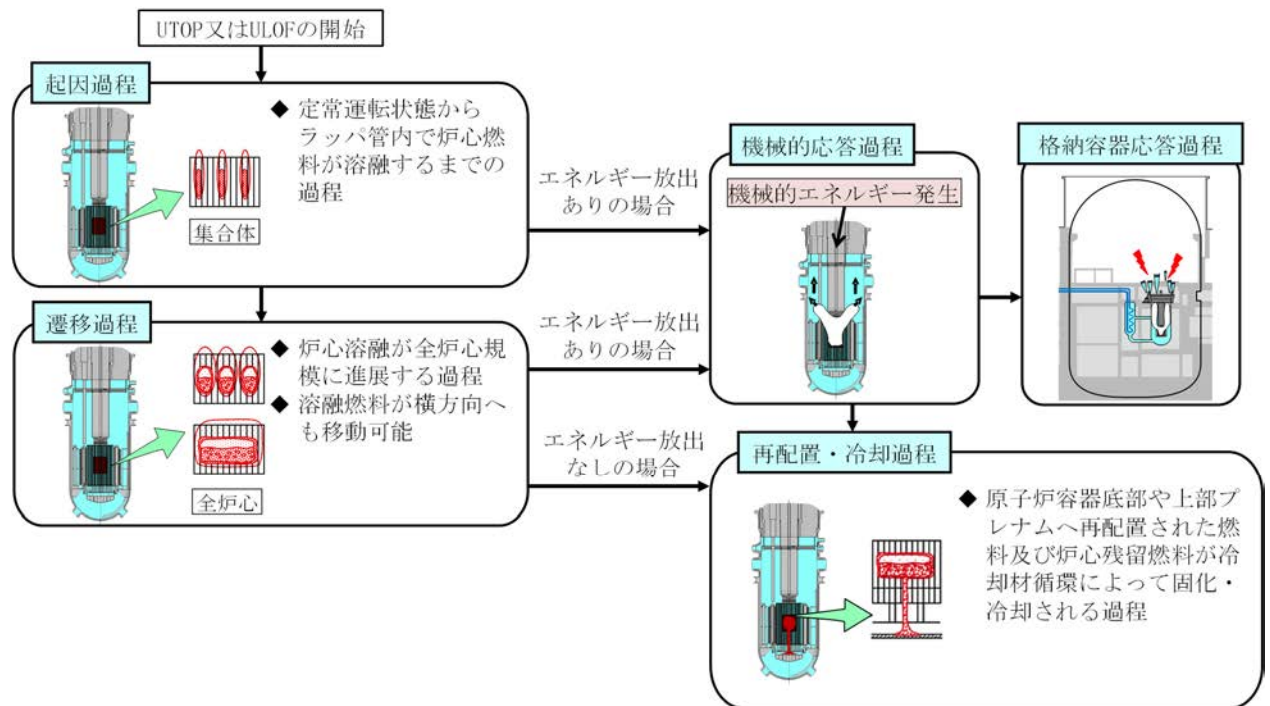 UTOP又はULOFの開始
起因過程
◆ 定常運転状態から
ラッパ管内で炉心燃
料が溶融するまでの
過程
集合体
エネルギー放出
ありの場合
機械的応答過程
機械的エネルギー発生
格納容器応答過程
遷移過程
◆ 炉心溶融が全炉心規
模に進展する過程
◆ 溶融燃料が横方向へ
も移動可能
全炉心
エネルギー放出
ありの場合
エネルギー放出
なしの場合
再配置・冷却過程
◆ 原子炉容器底部や上部プ
レナムへ再配置された燃
料及び炉心残留燃料が冷
却材循環によって固化・
冷却される過程